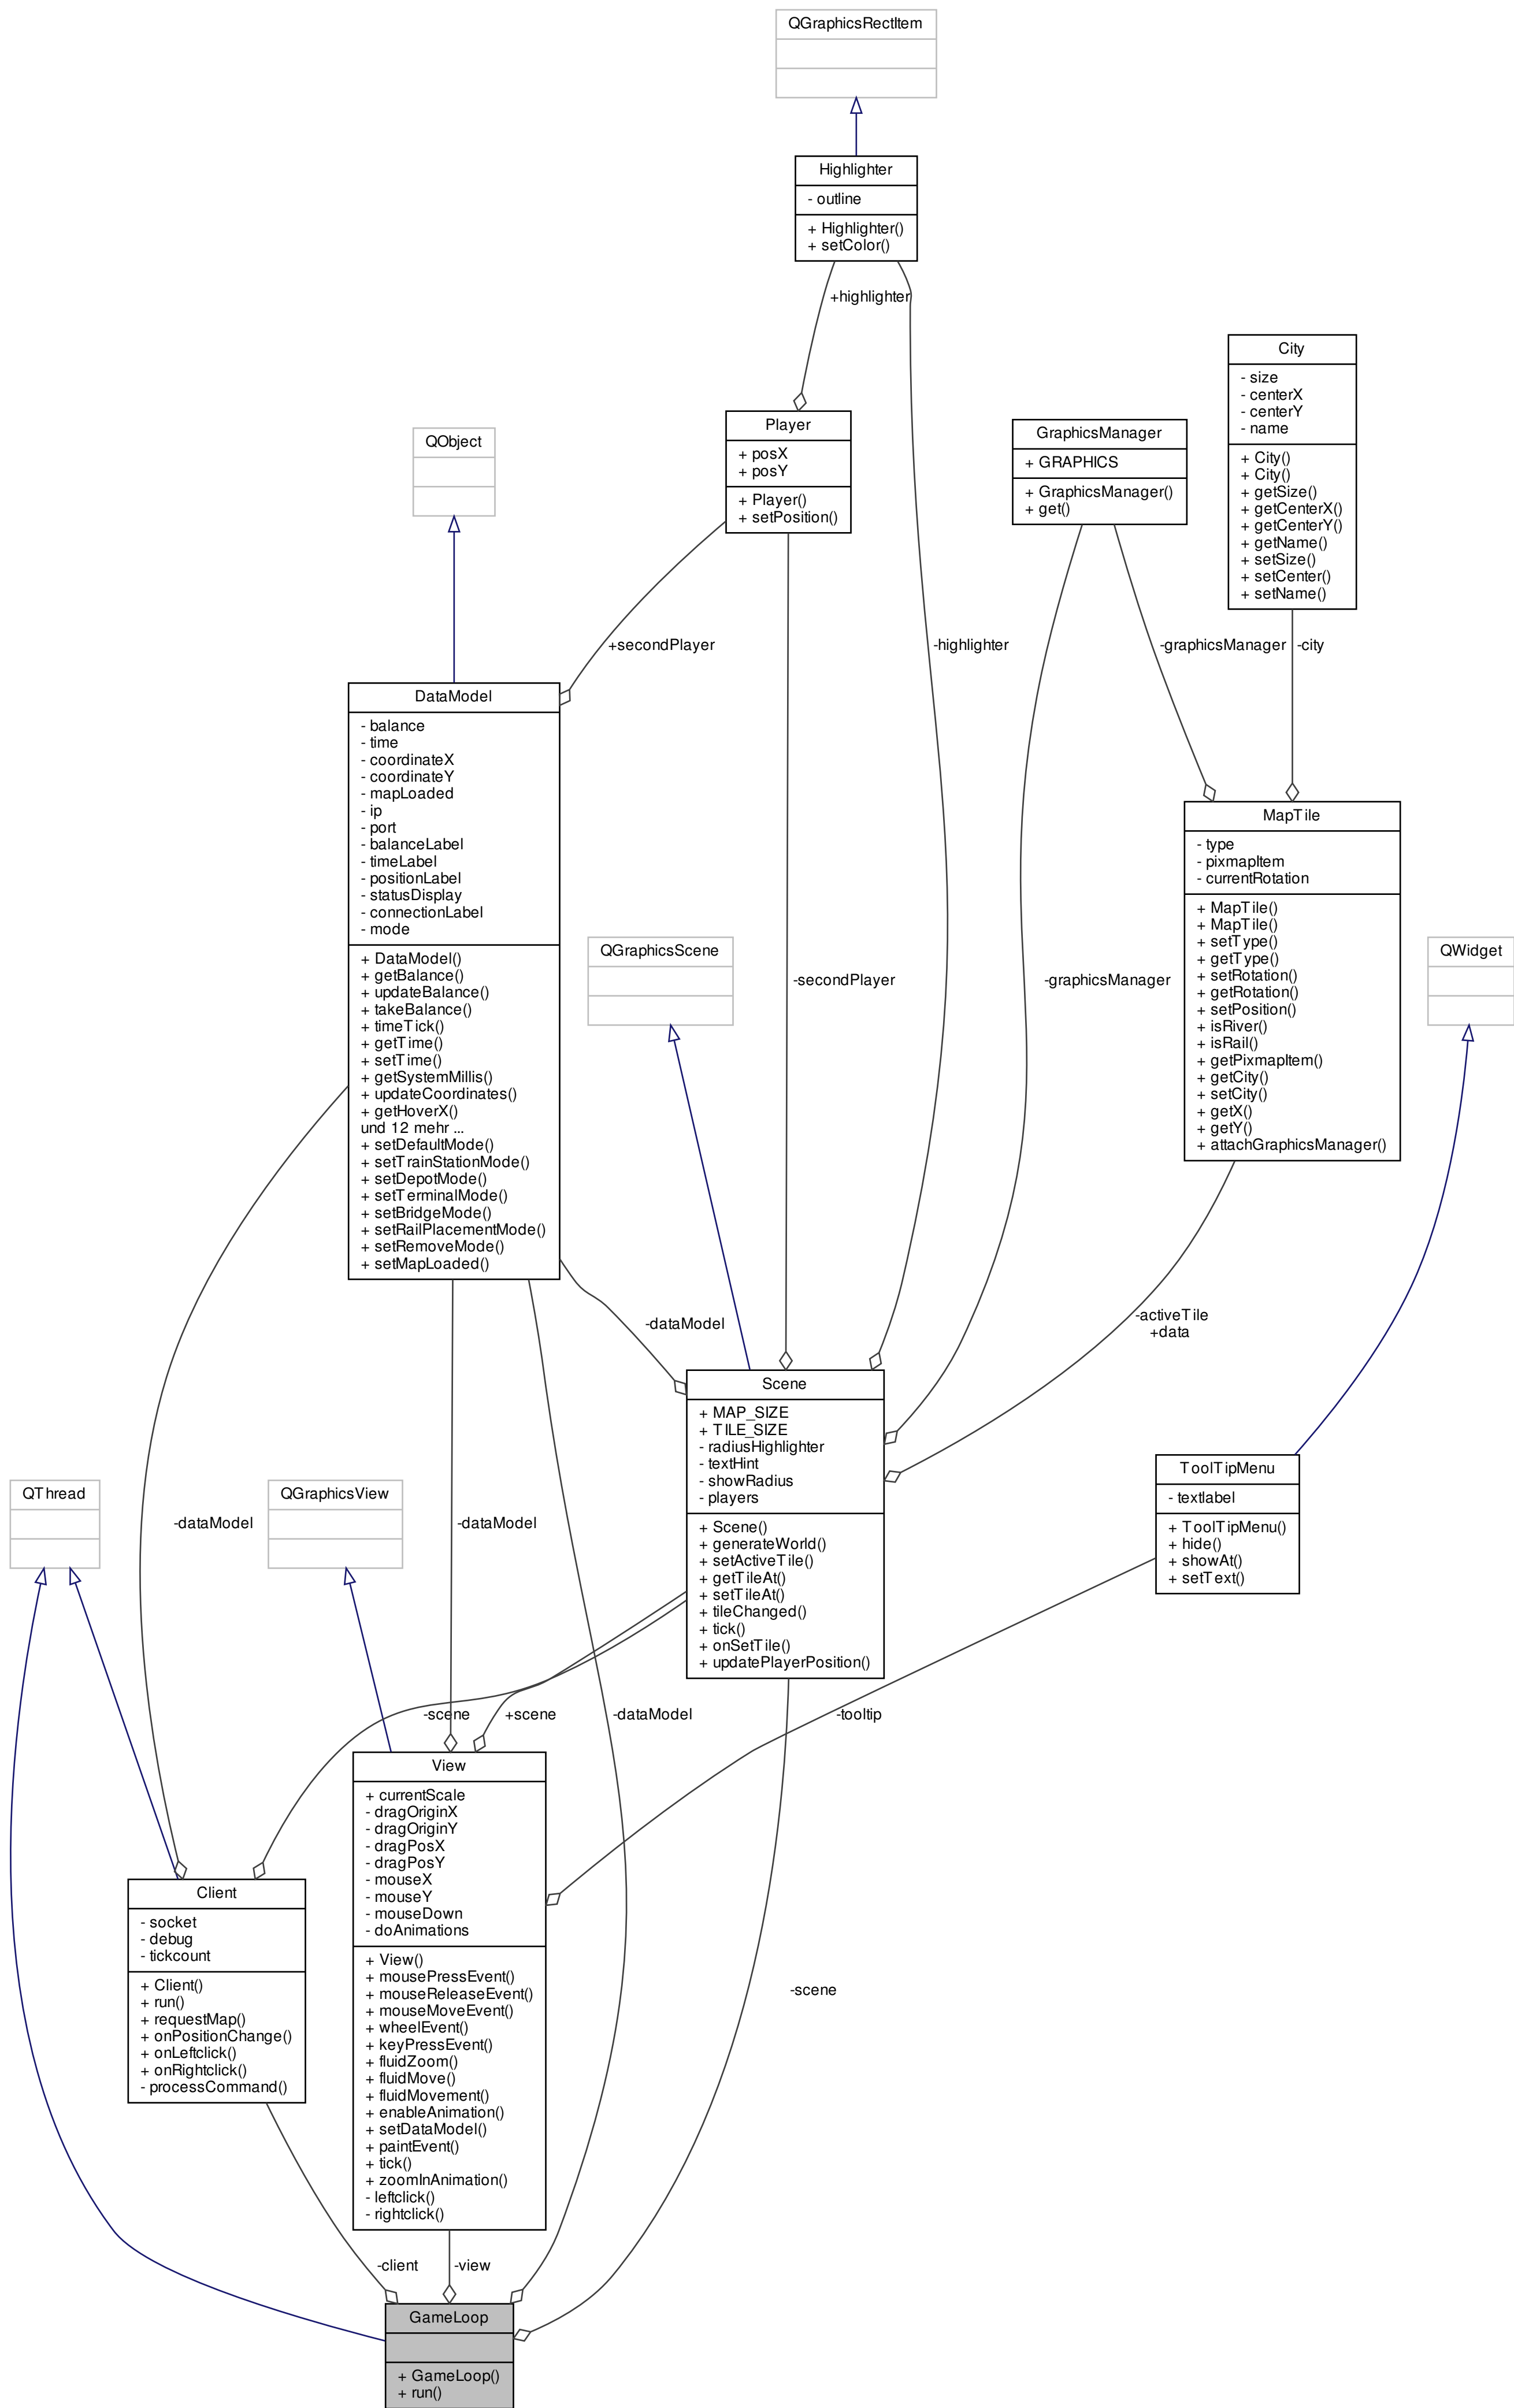 QGraphicsRectItem
Highlighter
- outline
+ Highlighter()
+ setColor()
+highlighter
City
- size
- centerX
- centerY
- name
+ City()
+ City()
+ getSize()
+ getCenterX()
+ getCenterY()
+ getName()
+ setSize()
+ setCenter()
+ setName()
Player
+ posX
+ posY
+ Player()
+ setPosition()
GraphicsManager
+ GRAPHICS
+ GraphicsManager()
+ get()
QObject
+secondPlayer
-highlighter
-graphicsManager
-city
DataModel
- balance
- time
- coordinateX
- coordinateY
- mapLoaded
- ip
- port
- balanceLabel
- timeLabel
- positionLabel
- statusDisplay
- connectionLabel
- mode
+ DataModel()
+ getBalance()
+ updateBalance()
+ takeBalance()
+ timeTick()
+ getTime()
+ setTime()
+ getSystemMillis()
+ updateCoordinates()
+ getHoverX()
und 12 mehr ...
+ setDefaultMode()
+ setTrainStationMode()
+ setDepotMode()
+ setTerminalMode()
+ setBridgeMode()
+ setRailPlacementMode()
+ setRemoveMode()
+ setMapLoaded()
MapTile
- type
- pixmapItem
- currentRotation
+ MapTile()
+ MapTile()
+ setType()
+ getType()
+ setRotation()
+ getRotation()
+ setPosition()
+ isRiver()
+ isRail()
+ getPixmapItem()
+ getCity()
+ setCity()
+ getX()
+ getY()
+ attachGraphicsManager()
QGraphicsScene
-secondPlayer
-graphicsManager
QWidget
-dataModel
-activeTile
+data
Scene
+ MAP_SIZE
+ TILE_SIZE
- radiusHighlighter
- textHint
- showRadius
- players
+ Scene()
+ generateWorld()
+ setActiveTile()
+ getTileAt()
+ setTileAt()
+ tileChanged()
+ tick()
+ onSetTile()
+ updatePlayerPosition()
ToolTipMenu
- textlabel
+ ToolTipMenu()
+ hide()
+ showAt()
+ setText()
QThread
QGraphicsView
-dataModel
-dataModel
-scene
+scene
-dataModel
-tooltip
View
+ currentScale
- dragOriginX
- dragOriginY
- dragPosX
- dragPosY
- mouseX
- mouseY
- mouseDown
- doAnimations
+ View()
+ mousePressEvent()
+ mouseReleaseEvent()
+ mouseMoveEvent()
+ wheelEvent()
+ keyPressEvent()
+ fluidZoom()
+ fluidMove()
+ fluidMovement()
+ enableAnimation()
+ setDataModel()
+ paintEvent()
+ tick()
+ zoomInAnimation()
- leftclick()
- rightclick()
Client
- socket
- debug
- tickcount
+ Client()
+ run()
+ requestMap()
+ onPositionChange()
+ onLeftclick()
+ onRightclick()
- processCommand()
-scene
-client
-view
GameLoop
+ GameLoop()
+ run()